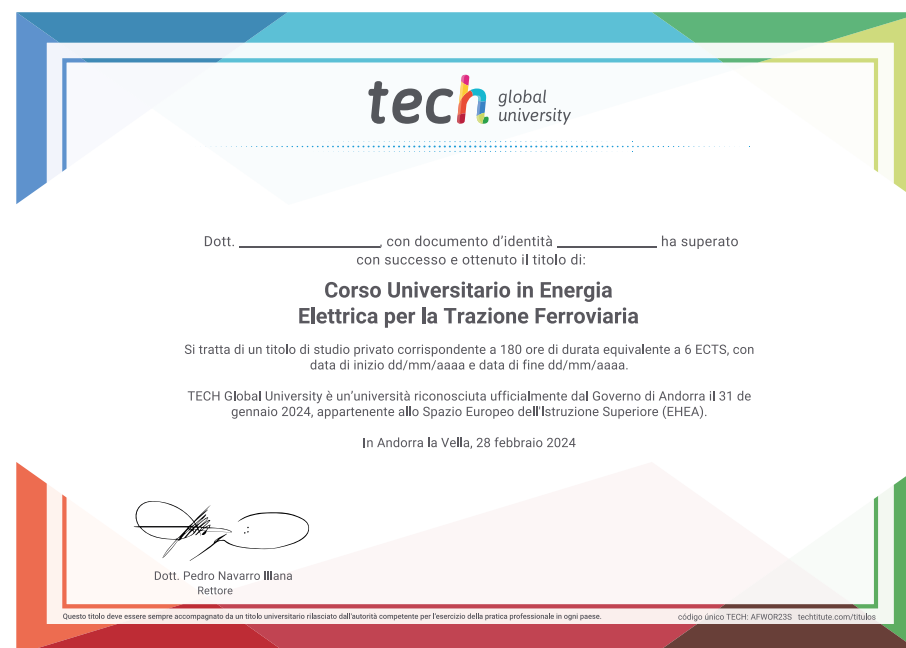 tech global university
Dott. __________________, con documento d'identità _____________ ha superato
con successo e ottenuto il titolo di:
Corso Universitario in Energia
Elettrica per la Trazione Ferroviaria
Si tratta di un titolo di studio privato corrispondente a 180 ore di durata equivalente a 6 ECTS, con
data di inizio dd/mm/aaaa e data di fine dd/mm/aaaa.
TECH Global University è un'università riconosciuta ufficialmente dal Governo di Andorra il 31 de
gennaio 2024, appartenente allo Spazio Europeo dell'Istruzione Superiore (EHEA).
In Andorra la Vella, 28 febbraio 2024
Dott. Pedro Navarro Illana
Rettore
Questo titolo deve essere sempre accompagnato da un titolo universitario rilasciato dall'autorità competente per l'esercizio della pratica professionale in ogni paese.
código único TECH: AFWOR23S techtitute.com/titulos